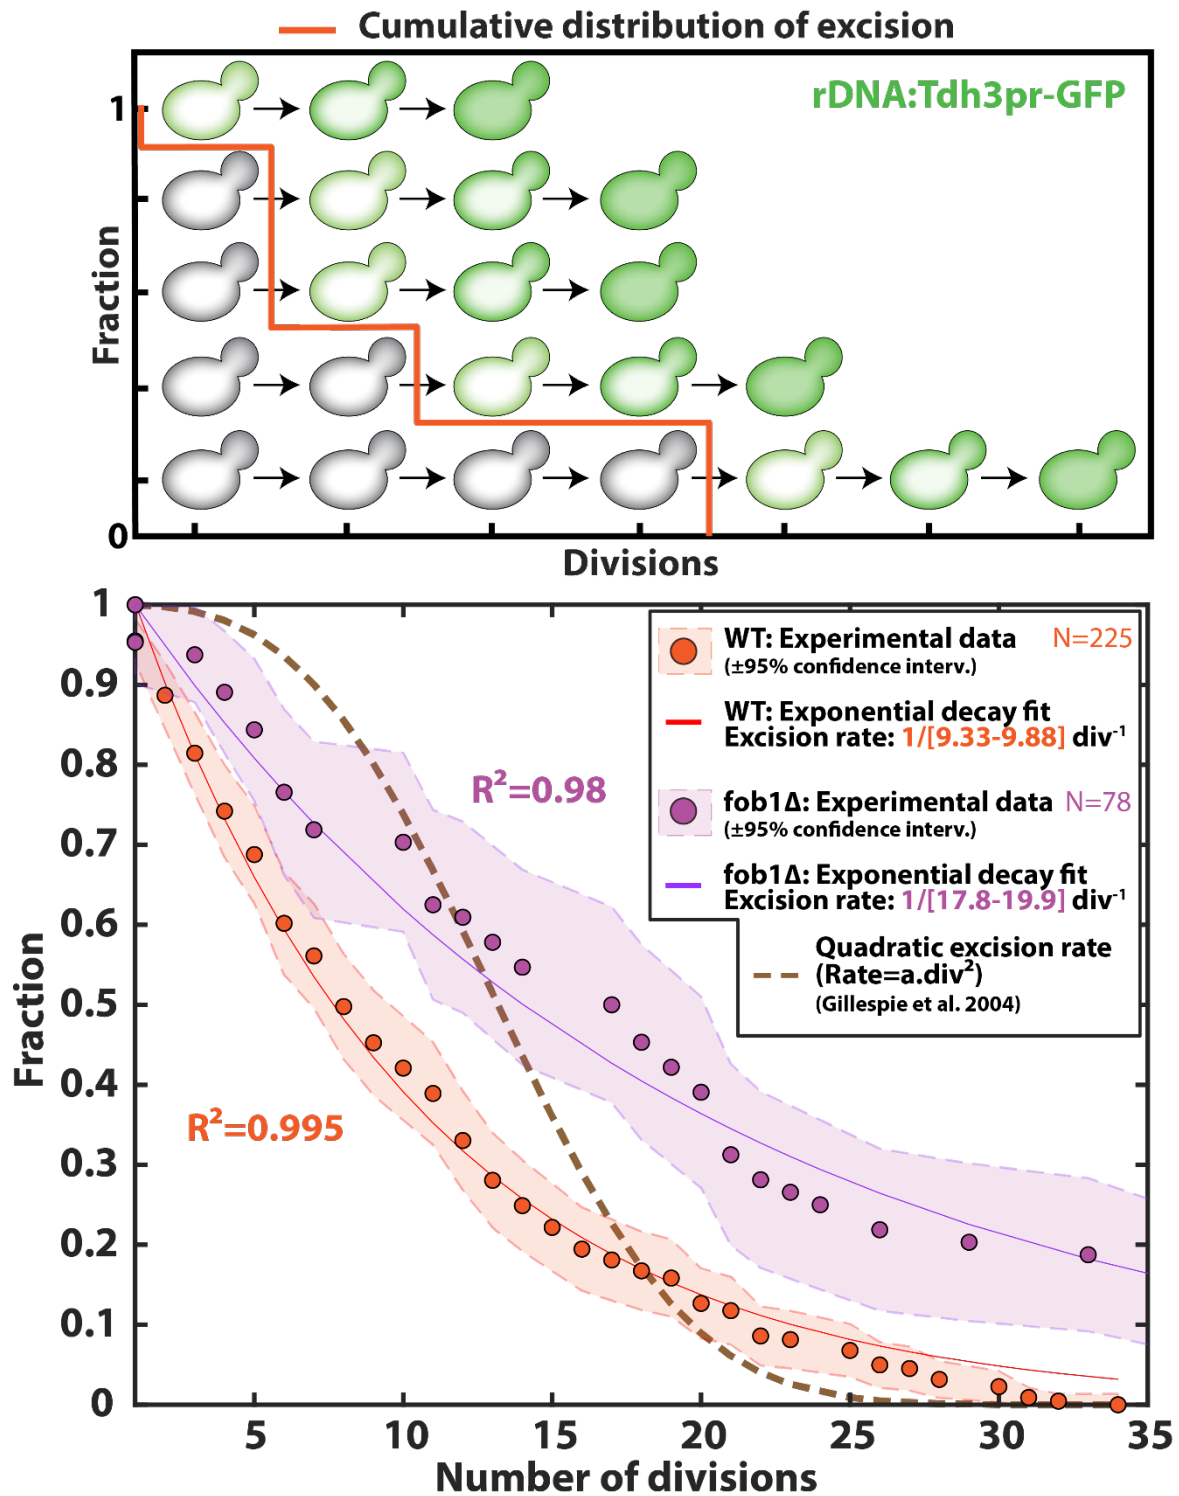 Cumulative distribution of excision
rDNA:Tdh3pr-GFP
1
Fraction
0
Divisions
1
0.9
0.8
0.7
0.6
0.5
0.4
0.3
0.2
0.1
0
Fraction
WT: Experimental data N=225
(±95% confidence interv.)
WT: Exponential decay fit
Excision rate: 1/[9.33-9.88] div⁻¹
fob1Δ: Experimental data N=78
(±95% confidence interv.)
fob1Δ: Exponential decay fit
Excision rate: 1/[17.8-19.9] div⁻¹
Quadratic excision rate
(Rate=a.div²)
(Gillespie et al. 2004)
R²=0.98
R²=0.995
5 10 15 20 25 30 35
Number of divisions